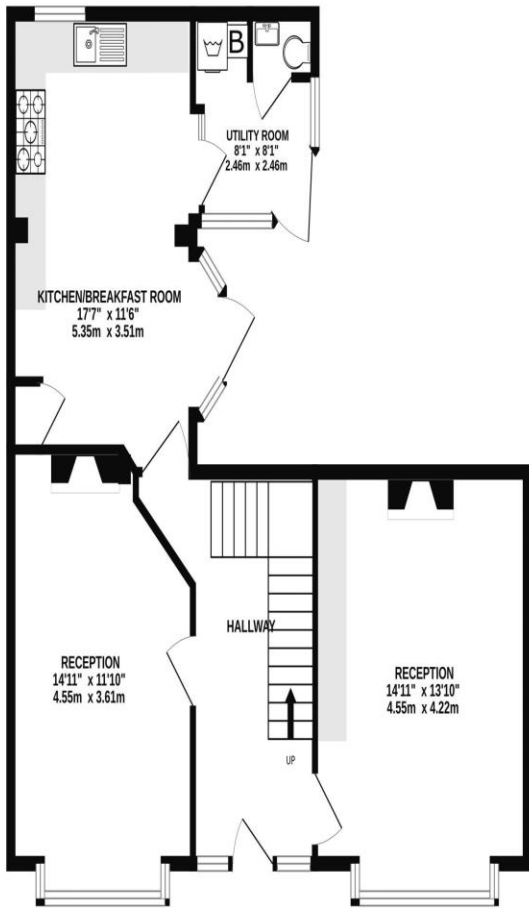 B
UTILITY ROOM
8'1" x 8'1"
2.46m x 2.46m
KITCHEN/BREAKFAST ROOM
17'7" x 11'6"
5.35m x 3.51m
HALLWAY
RECEPTION
14'11" x 11'10"
4.55m x 3.61m
RECEPTION
14'11" x 13'10"
4.55m x 4.22m
UP